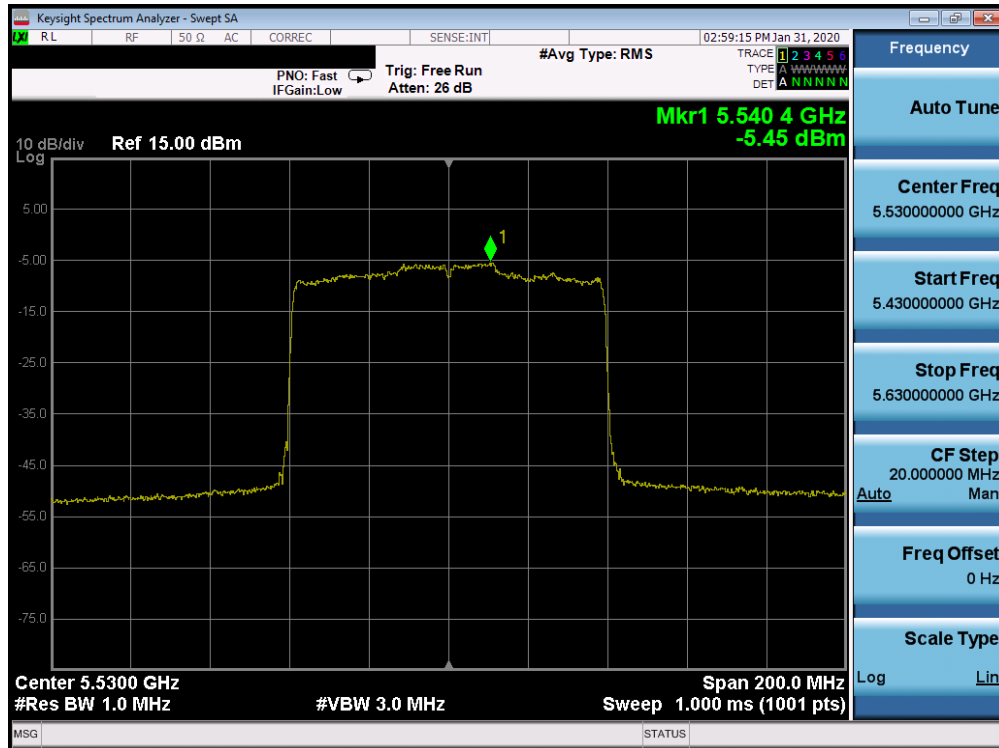 Keysight Spectrum Analyzer - Swept SA
LXI RL RF 50 Ω AC CORREC SENSE:INT 02:59:15 PM Jan 31, 2020
#Avg Type: RMS TRACE 1 2 3 4 5 6
PNO: Fast Trig: Free Run TYPE A WWWWW
IFGain:Low Atten: 26 dB DET A N N N N N
Mkr1 5.540 4 GHz
-5.45 dBm
10 dB/div Ref 15.00 dBm
Log
1
5.00
-5.00
-15.0
-25.0
-35.0
-45.0
-55.0
-65.0
-75.0
Center 5.5300 GHz Span 200.0 MHz
#Res BW 1.0 MHz #VBW 3.0 MHz Sweep 1.000 ms (1001 pts)
MSG STATUS
Frequency
Auto Tune
Center Freq
5.530000000 GHz
Start Freq
5.430000000 GHz
Stop Freq
5.630000000 GHz
CF Step
20.000000 MHz
Auto Man
Freq Offset
0 Hz
Scale Type
Log Lin